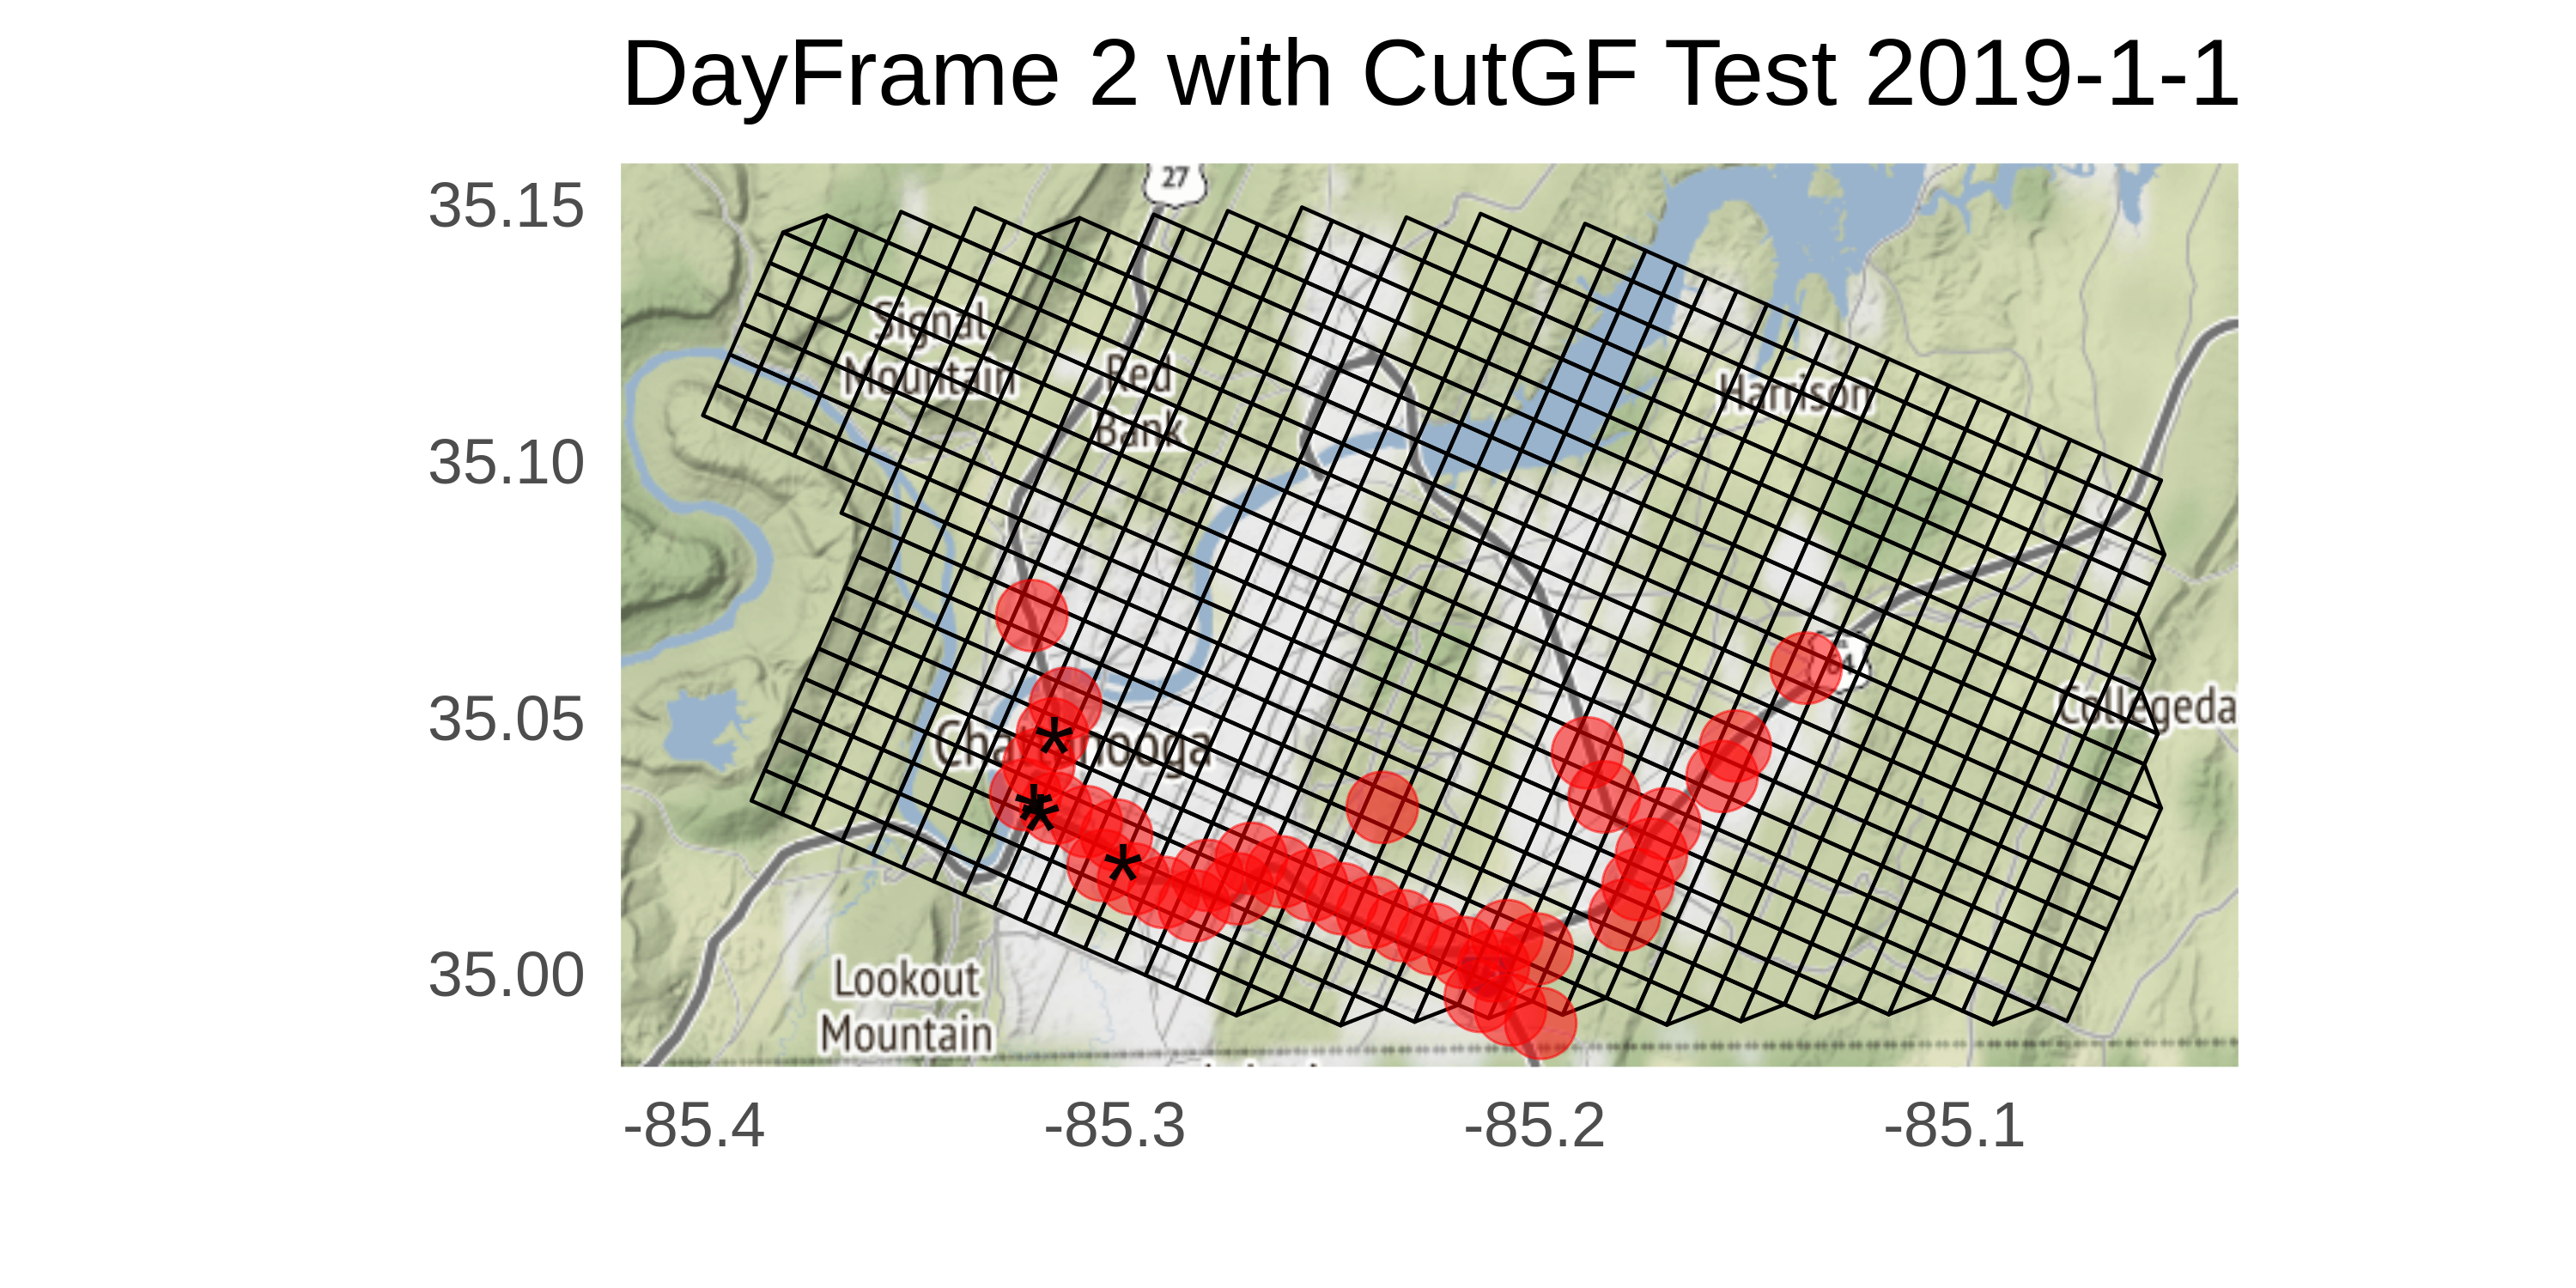 DayFrame 2 with CutGF Test 2019-1-1
35.15
35.10
35.05
35.00
27
Signal
Mountain
Red
Bank
Harrison
Collegeda
Lookout
Mountain
-85.4
-85.3
-85.2
-85.1